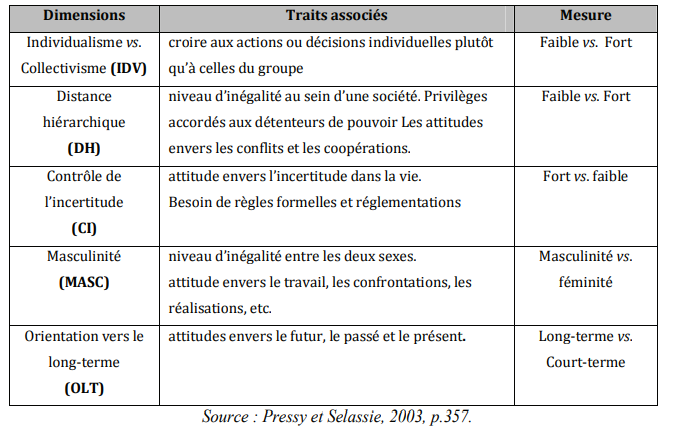 Dimensions Traits associés Mesure
Individualisme vs. croire aux actions ou décisions individuelles plutôt Faible vs. Fort
Collectivisme (IDV) qu’à celles du groupe
Distance niveau d’inégalité au sein d’une société. Privilèges Faible vs. Fort
hiérarchique accordés aux détenteurs de pouvoir Les attitudes
(DH) envers les conflits et les coopérations.
Contrôle de attitude envers l’incertitude dans la vie. Fort vs. faible
l’incertitude Besoin de règles formelles et réglementations
(CI)
Masculinité niveau d’inégalité entre les deux sexes. Masculinité vs.
(MASC) attitude envers le travail, les confrontations, les féminité
réalisations, etc.
Orientation vers le attitudes envers le futur, le passé et le présent. Long-terme vs.
long-terme Court-terme
(OLT)
Source : Pressy et Selassie, 2003, p.357.